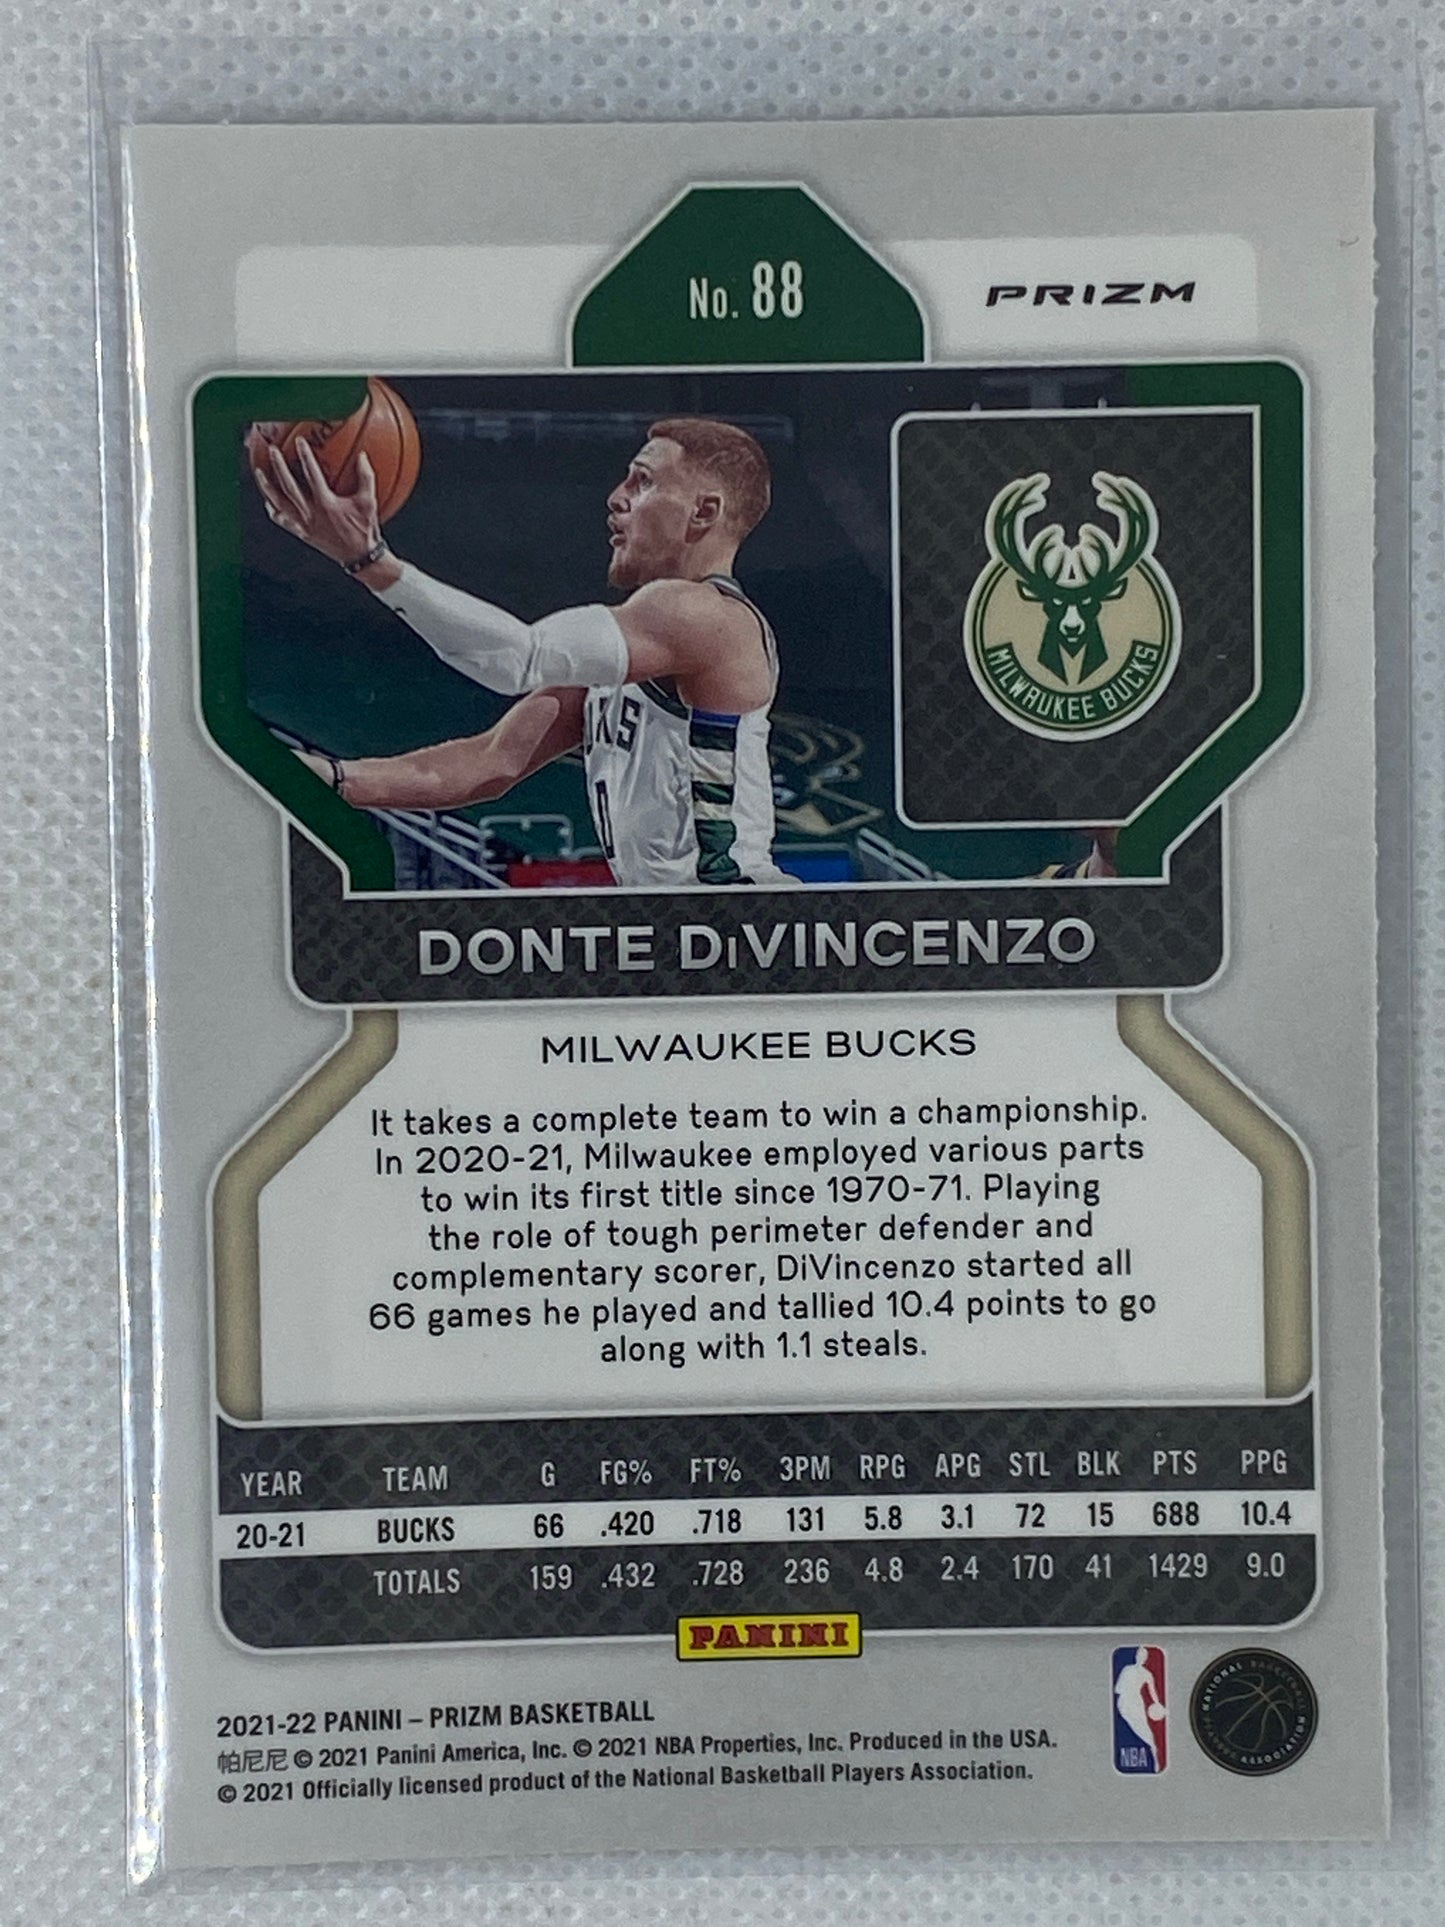 No. 88
PRIZM
MILWAUKEE BUCKS
UKS
0
DONTE DiVINCENZO
MILWAUKEE BUCKS
It takes a complete team to win a championship.
In 2020-21, Milwaukee employed various parts
to win its first title since 1970-71. Playing
the role of tough perimeter defender and
complementary scorer, DiVincenzo started all
66 games he played and tallied 10.4 points to go
along with 1.1 steals.
YEAR TEAM G FG% FT% 3PM RPG APG STL BLK PTS PPG
20-21 BUCKS 66 .420 .718 131 5.8 3.1 72 15 688 10.4
TOTALS 159 .432 .728 236 4.8 2.4 170 41 1429 9.0
PANINI
2021-22 PANINI – PRIZM BASKETBALL
帕尼尼 © 2021 Panini America, Inc. © 2021 NBA Properties, Inc. Produced in the USA.
© 2021 Officially licensed product of the National Basketball Players Association.
NBA
NATIONAL BASKETBALL PLAYERS ASSOCIATION